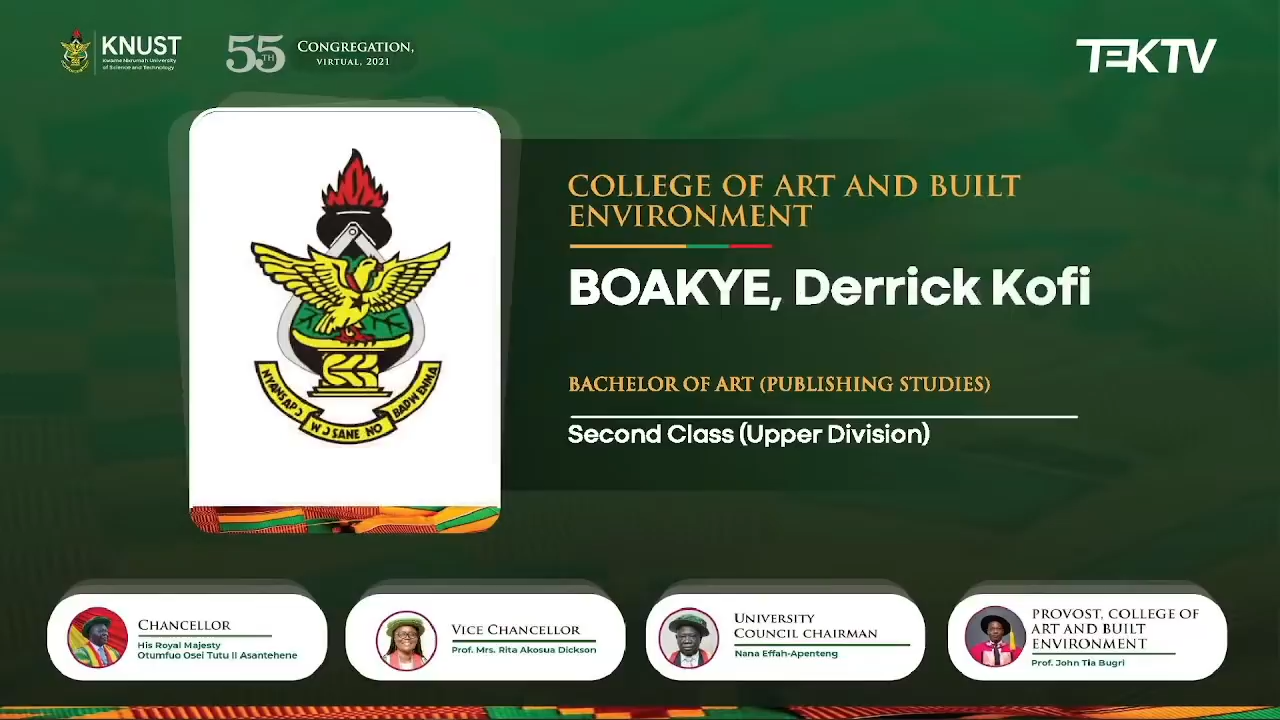 KNUST
Kwame Nkrumah University
of Science and Technology
55TH
CONGREGATION,
VIRTUAL, 2021
TEKTV
COLLEGE OF ART AND BUILT
ENVIRONMENT
BOAKYE, Derrick Kofi
BACHELOR OF ART (PUBLISHING STUDIES)
Second Class (Upper Division)
NYANSAPƆ WƆSANE NO BADWENMA
CHANCELLOR
His Royal Majesty
Otumfuo Osei Tutu II Asantehene
VICE CHANCELLOR
Prof. Mrs. Rita Akosua Dickson
UNIVERSITY
COUNCIL CHAIRMAN
Nana Effah-Apenteng
PROVOST, COLLEGE OF
ART AND BUILT
ENVIRONMENT
Prof. John Tia Bugri